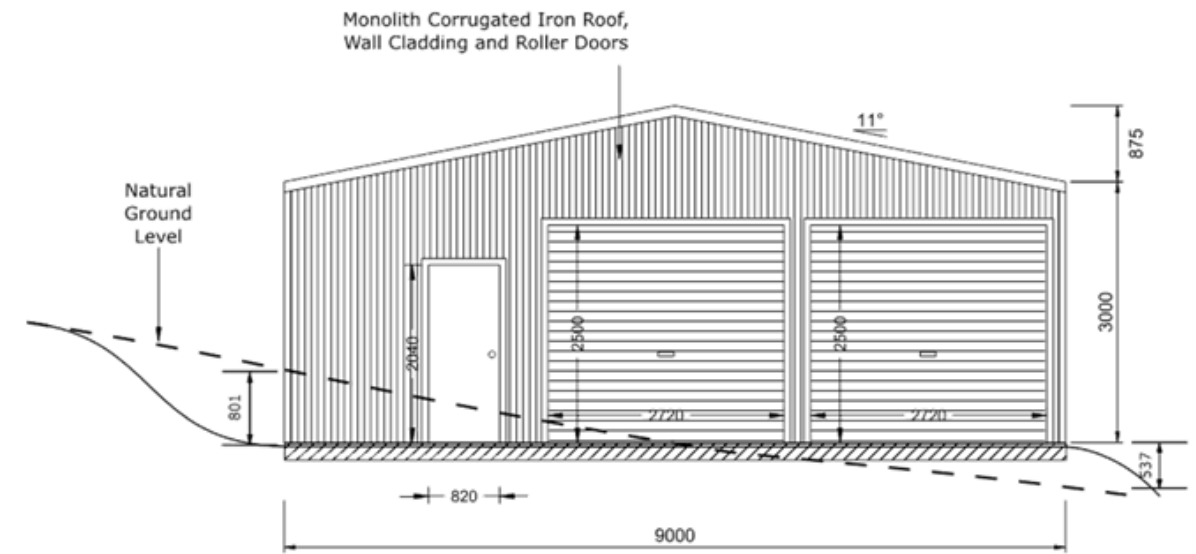 Monolith Corrugated Iron Roof,
Wall Cladding and Roller Doors
11°
875
Natural
Ground
Level
3000
2040
2500
2500
801
2720
2720
537
820
9000